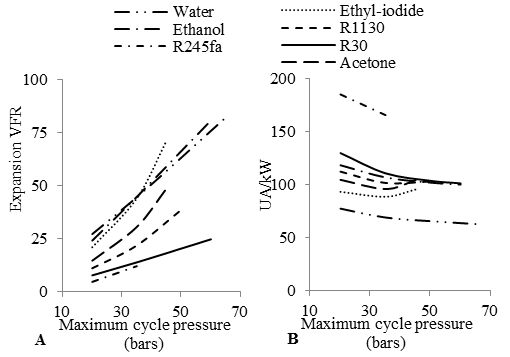 Water
Ethanol
R245fa
Ethyl-iodide
R1130
R30
Acetone
100
75
50
25
0
Expansion VFR
10 30 50 70
A Maximum cycle pressure
(bars)
200
150
100
50
0
UA/kW
10 30 50 70
B Maximum cycle pressure
(bars)